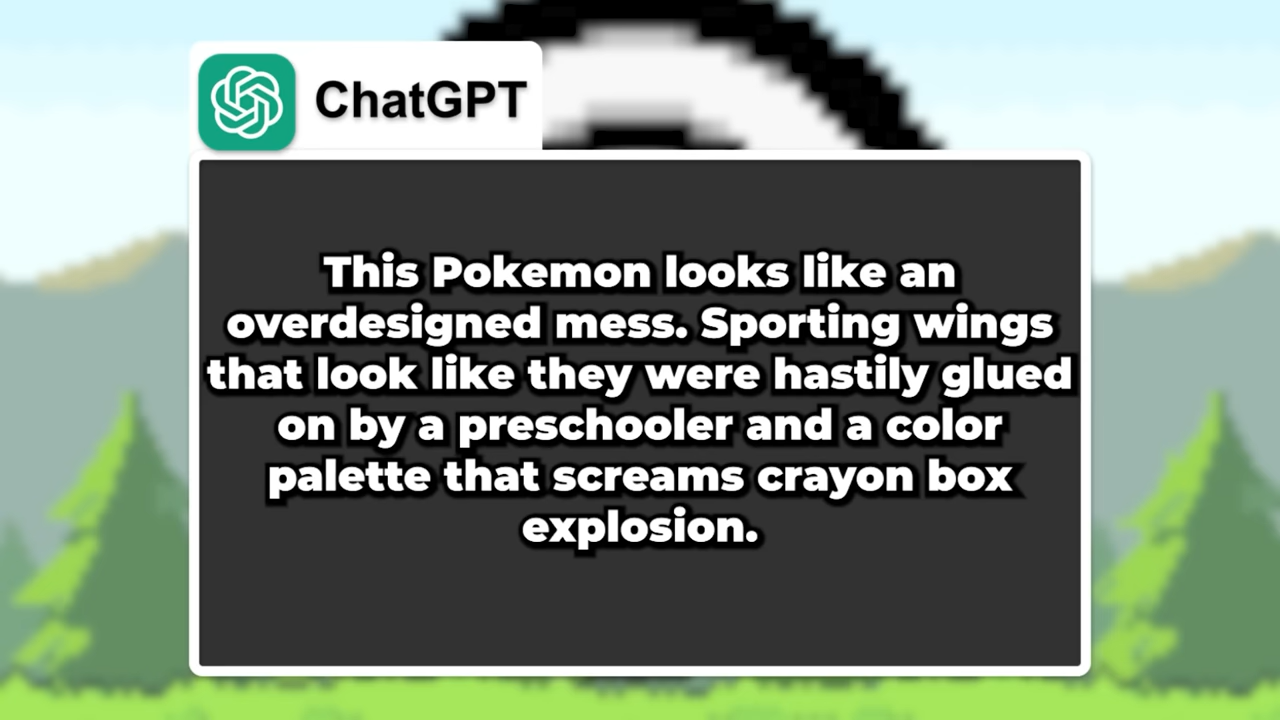 ChatGPT
This Pokemon looks like an
overdesigned mess. Sporting wings
that look like they were hastily glued
on by a preschooler and a color
palette that screams crayon box
explosion.